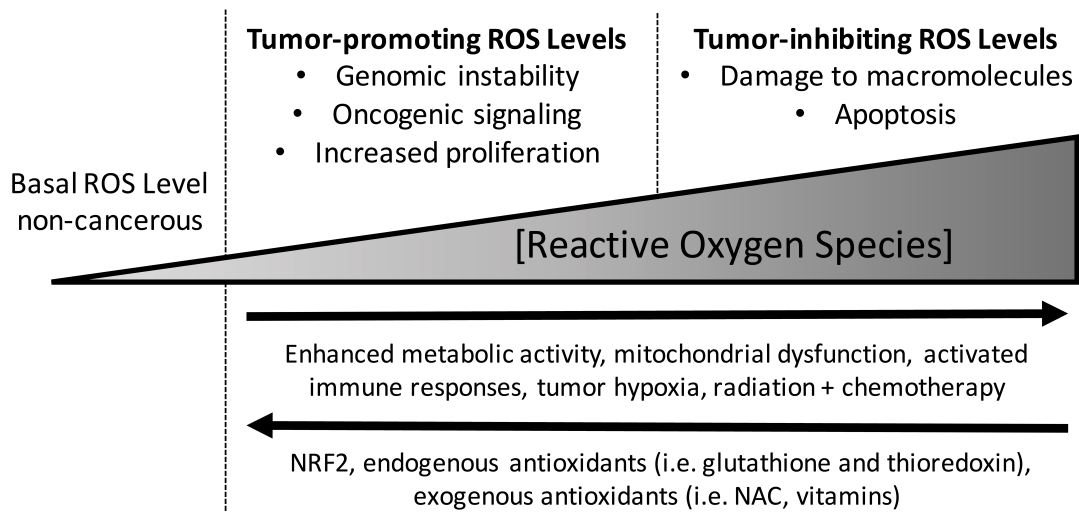 Tumor-promoting ROS Levels
• Genomic instability
• Oncogenic signaling
• Increased proliferation
Tumor-inhibiting ROS Levels
• Damage to macromolecules
• Apoptosis
Basal ROS Level
non-cancerous
[Reactive Oxygen Species]
Enhanced metabolic activity, mitochondrial dysfunction, activated
immune responses, tumor hypoxia, radiation + chemotherapy
NRF2, endogenous antioxidants (i.e. glutathione and thioredoxin),
exogenous antioxidants (i.e. NAC, vitamins)